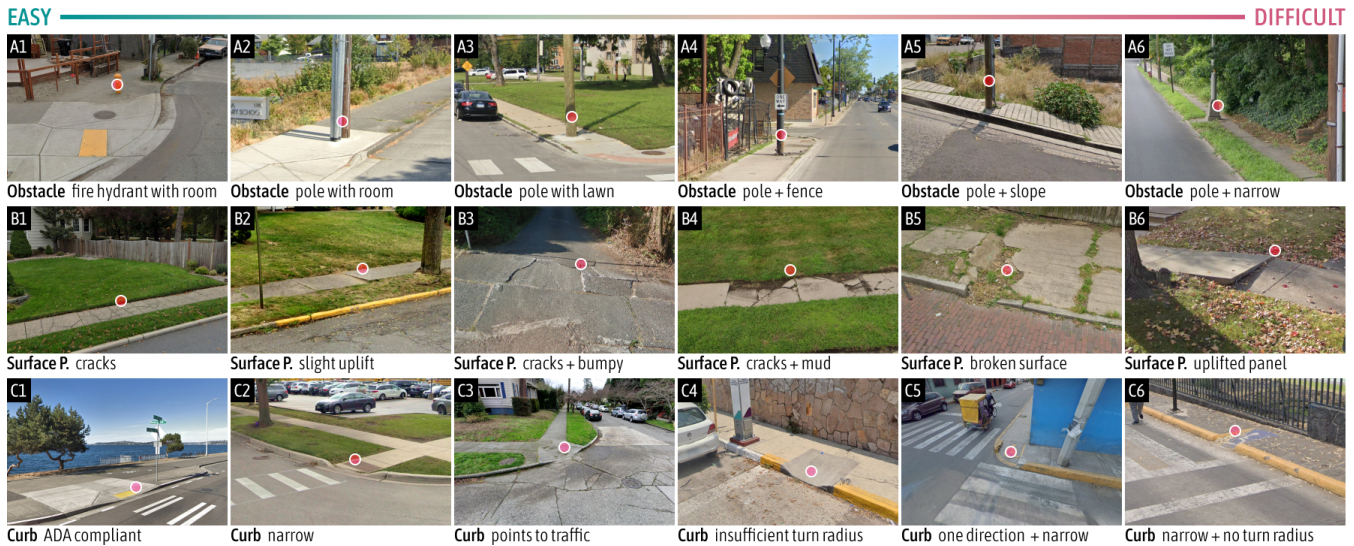 EASY DIFFICULT
A1 A2 A3 A4 A5 A6
Obstacle fire hydrant with room
Obstacle pole with room
Obstacle pole with lawn
Obstacle pole + fence
Obstacle pole + slope
Obstacle pole + narrow
B1 B2 B3 B4 B5 B6
Surface P. cracks
Surface P. slight uplift
Surface P. cracks + bumpy
Surface P. cracks + mud
Surface P. broken surface
Surface P. uplifted panel
C1 C2 C3 C4 C5 C6
Curb ADA compliant
Curb narrow
Curb points to traffic
Curb insufficient turn radius
Curb one direction + narrow
Curb narrow + no turn radius